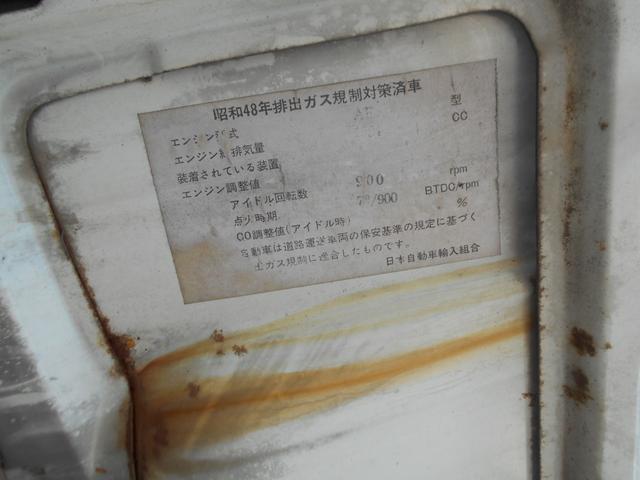 昭和48年排出ガス規制対策済車
エンジン 式 型
エンジン 排気量 CC
装着されている装置
エンジン調整値
アイドル回転数 900 rpm
点火時期 7°/900 BTDC/rpm
CO調整値(アイドル時) %
自動車は道路運送車両の保安基準の規定に基づく
出ガス規制に適合したものです。
日本自動車輸入組合